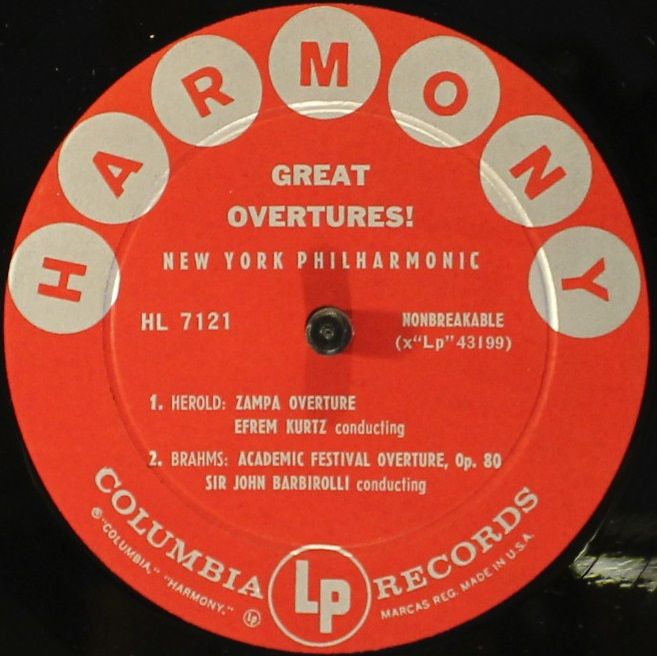 HARMONY
GREAT
OVERTURES!
NEW YORK PHILHARMONIC
HL 7121
NONBREAKABLE
(x"Lp" 43199)
1. HEROLD: ZAMPA OVERTURE
EFREM KURTZ conducting
2. BRAHMS: ACADEMIC FESTIVAL OVERTURE, Op. 80
SIR JOHN BARBIROLLI conducting
COLUMBIA LP RECORDS
®"COLUMBIA," "HARMONY," Lp MARCAS REG. MADE IN U.S.A.